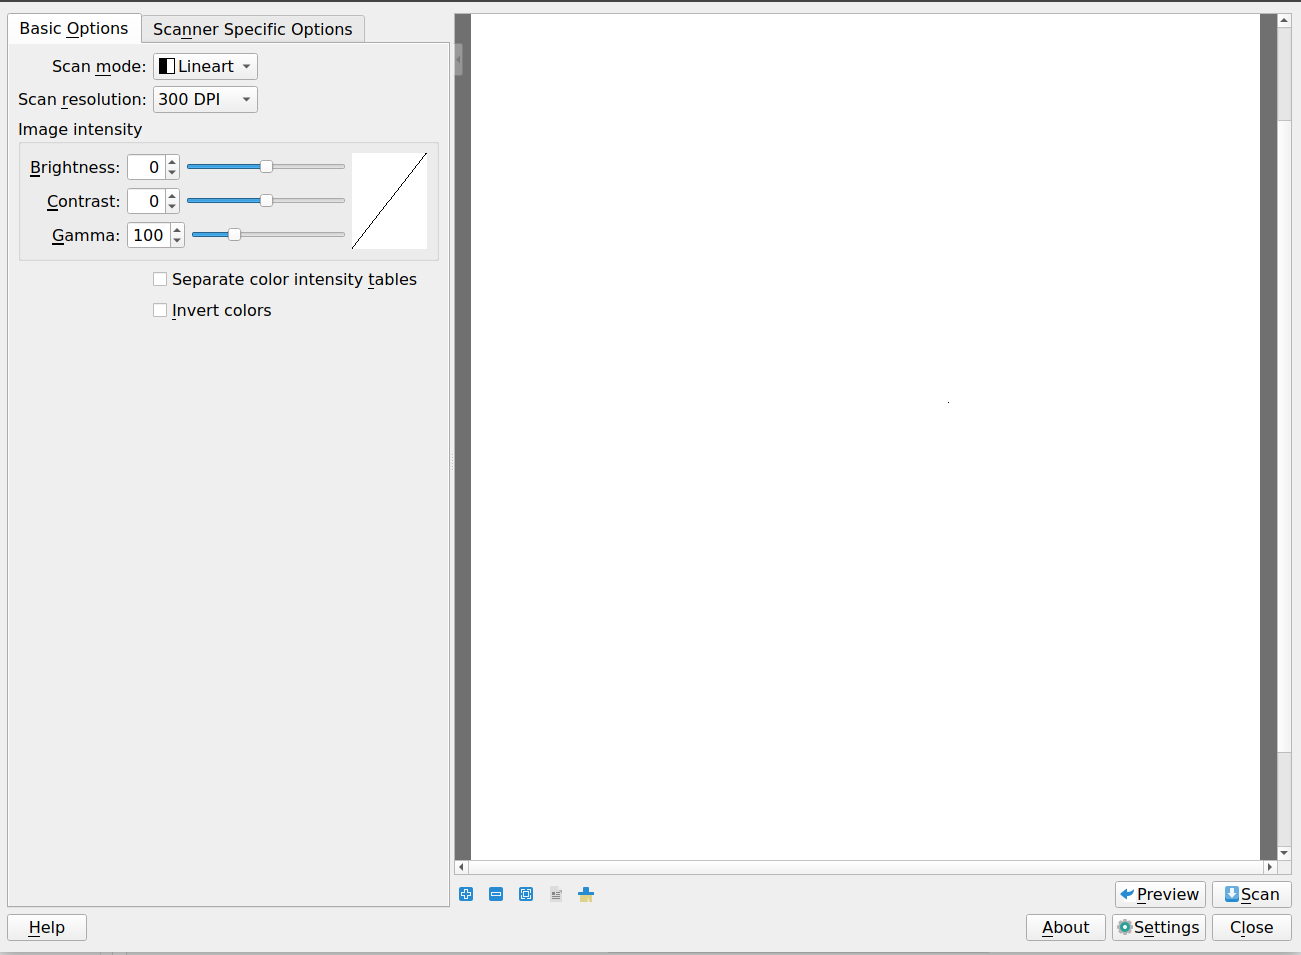 Basic Options Scanner Specific Options
Scan mode: Lineart
Scan resolution: 300 DPI
Image intensity
Brightness: 0
Contrast: 0
Gamma: 100
Separate color intensity tables
Invert colors
Preview Scan
Help About Settings Close